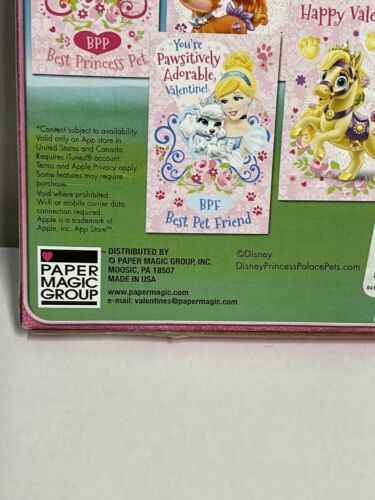 BPP
Best Princess Pet
Happy Vale
You're
Pawsitively
Adorable,
Valentine!
BPF
Best Pet Friend
*Content subject to availability.
Valid only on App store in
United States and Canada.
Requires iTunes® account.
Terms and Apple Privacy apply.
Some features may require
purchase.
Void where prohibited.
Wi-fi or mobile carrier data
connection required.
Apple is a trademark of
Apple, Inc. App Store℠.
PAPER
MAGIC
GROUP
DISTRIBUTED BY
© PAPER MAGIC GROUP, INC.
MOOSIC, PA 18507
MADE IN USA
www.papermagic.com
e-mail: valentines@papermagic.com
©Disney
DisneyPrincessPalacePets.com